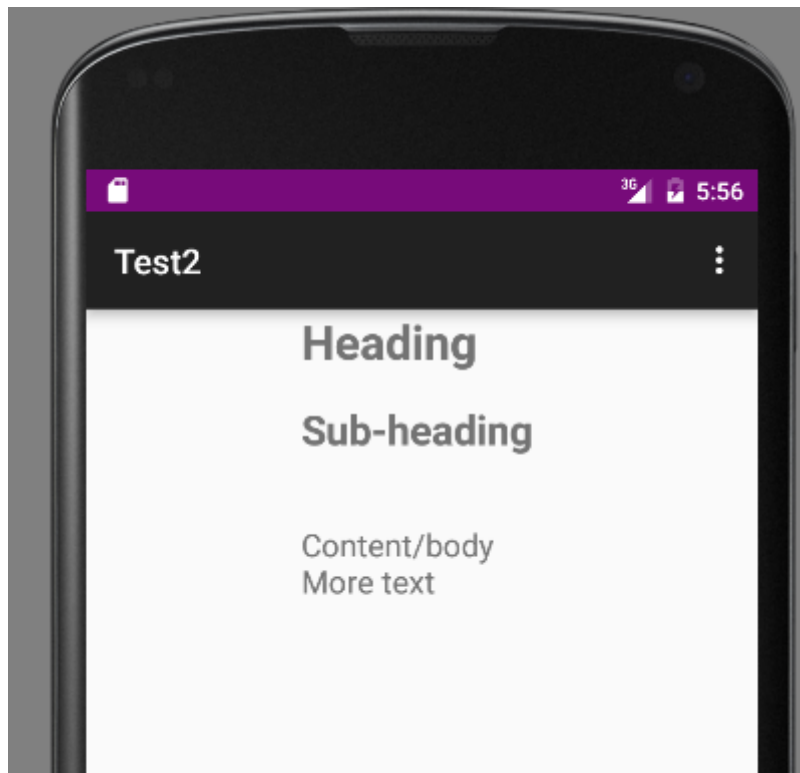 3G 5:56
Test2
Heading
Sub-heading
Content/body
More text